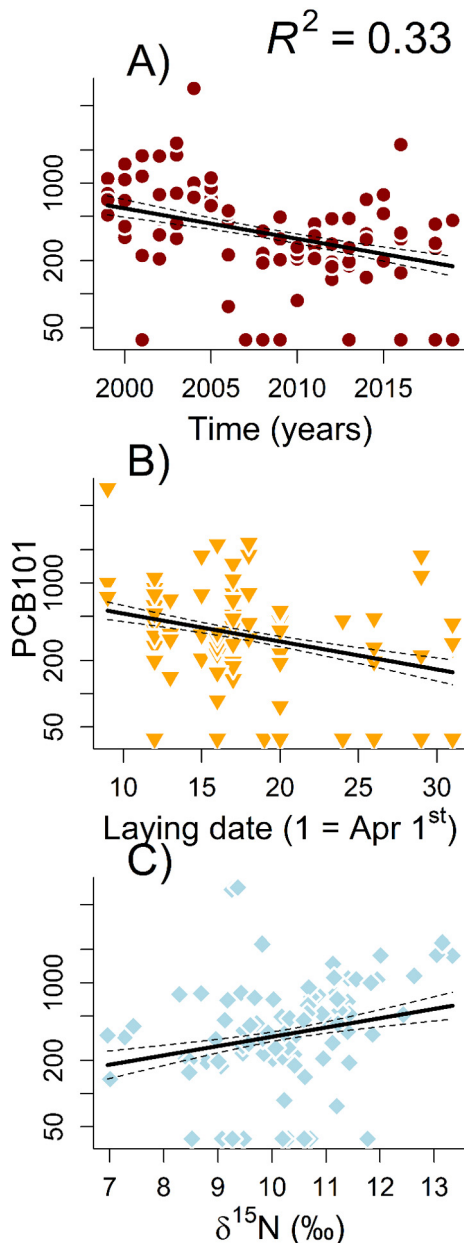 A) R² = 0.33
1000
200
50
2000 2005 2010 2015
Time (years)
B)
PCB101
1000
200
50
10 15 20 25 30
Laying date (1 = Apr 1ˢᵗ)
C)
1000
200
50
7 8 9 10 11 12 13
δ¹⁵N (‰)